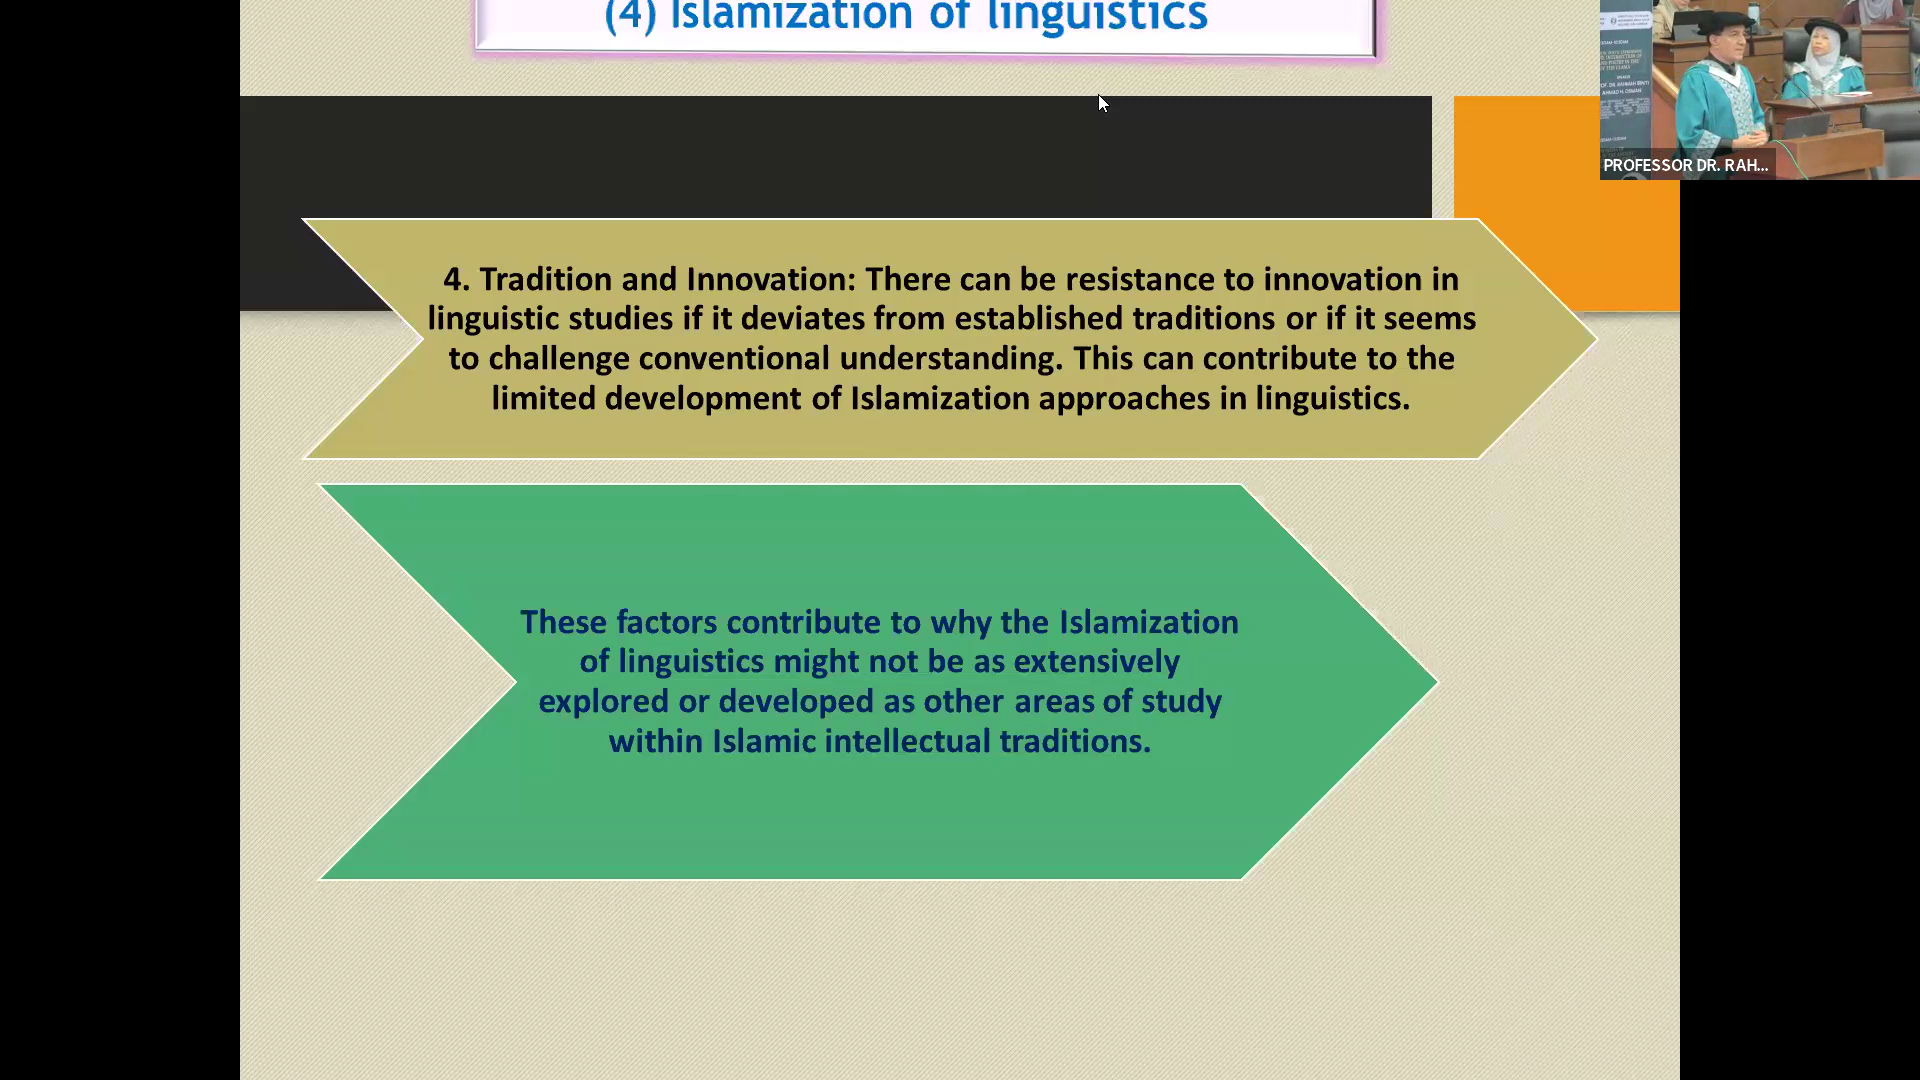 (4) Islamization of linguistics
4. Tradition and Innovation: There can be resistance to innovation in
linguistic studies if it deviates from established traditions or if it seems
to challenge conventional understanding. This can contribute to the
limited development of Islamization approaches in linguistics.
These factors contribute to why the Islamization
of linguistics might not be as extensively
explored or developed as other areas of study
within Islamic intellectual traditions.
PROFESSOR DR. RAH...